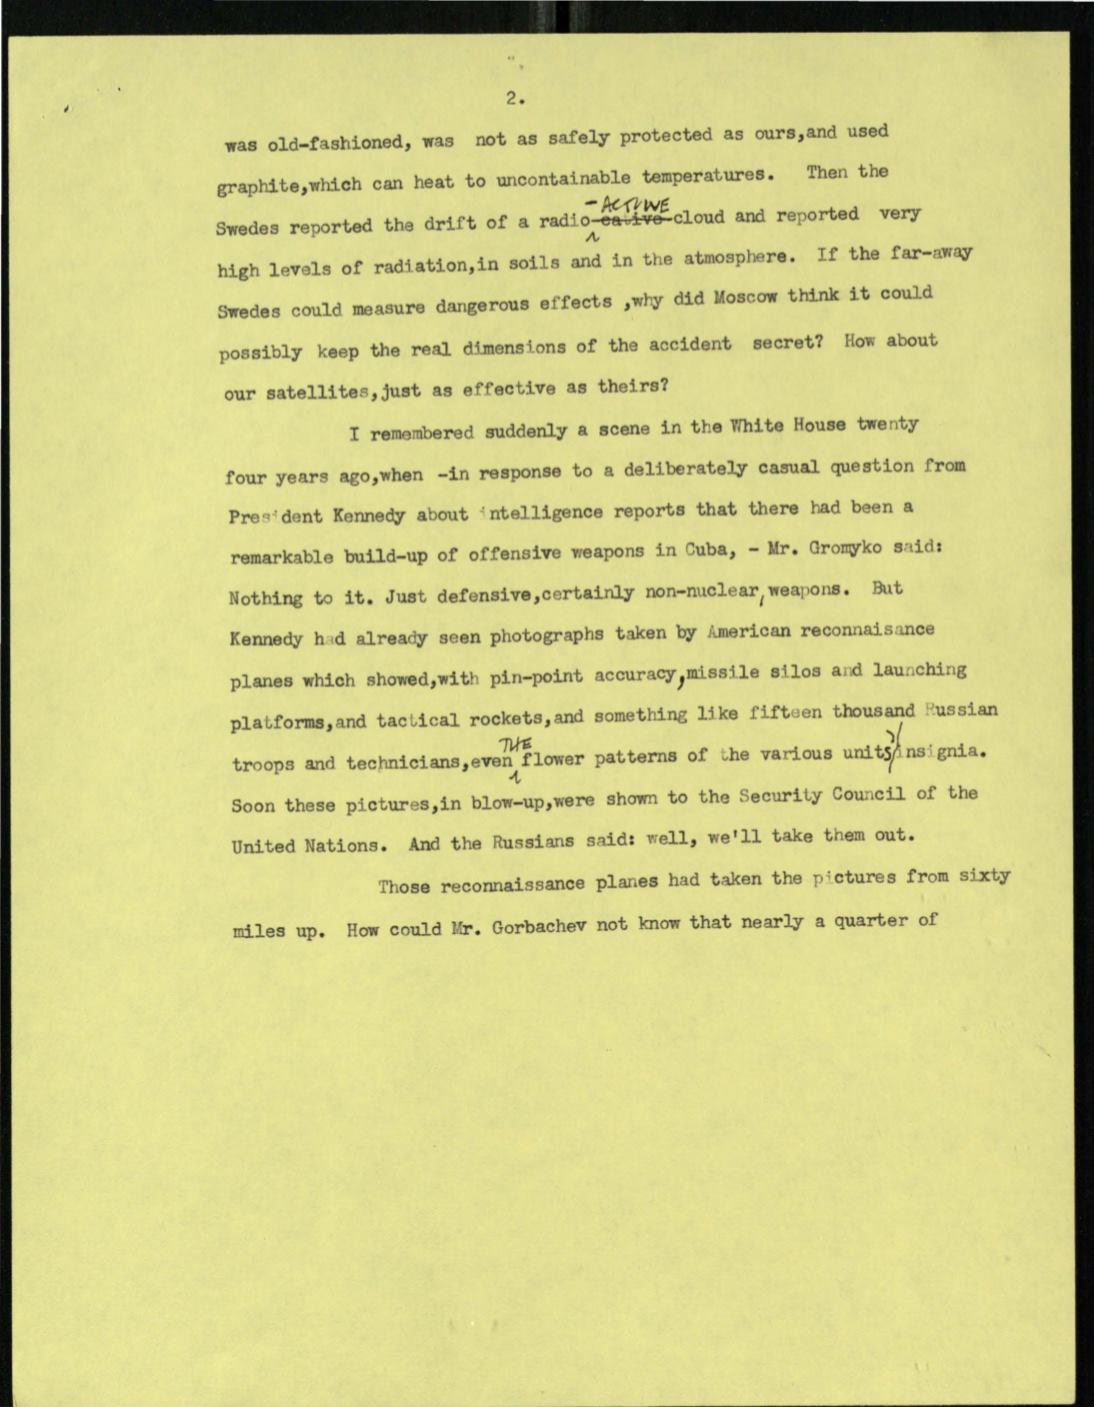 2.
was old-fashioned, was not as safely protected as ours,and used
graphite,which can heat to uncontainable temperatures. Then the
-ACTIVE
Swedes reported the drift of a radio-eative cloud and reported very
high levels of radiation,in soils and in the atmosphere. If the far-away
Swedes could measure dangerous effects ,why did Moscow think it could
possibly keep the real dimensions of the accident secret? How about
our satellites,just as effective as theirs?
I remembered suddenly a scene in the White House twenty
four years ago,when -in response to a deliberately casual question from
President Kennedy about intelligence reports that there had been a
remarkable build-up of offensive weapons in Cuba, - Mr. Gromyko said:
Nothing to it. Just defensive,certainly non-nuclear,weapons. But
Kennedy had already seen photographs taken by American reconnaisance
planes which showed,with pin-point accuracy,missile silos and launching
platforms,and tactical rockets,and something like fifteen thousand Russian
THE
troops and technicians,even flower patterns of the various units' insignia.
Soon these pictures,in blow-up,were shown to the Security Council of the
United Nations. And the Russians said: well, we'll take them out.
Those reconnaissance planes had taken the pictures from sixty
miles up. How could Mr. Gorbachev not know that nearly a quarter of